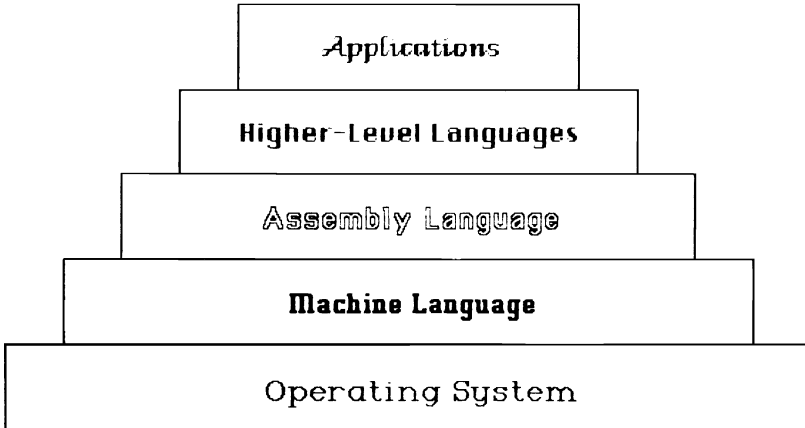 Applications
Higher-Level Languages
Assembly Language
Machine Language
Operating System